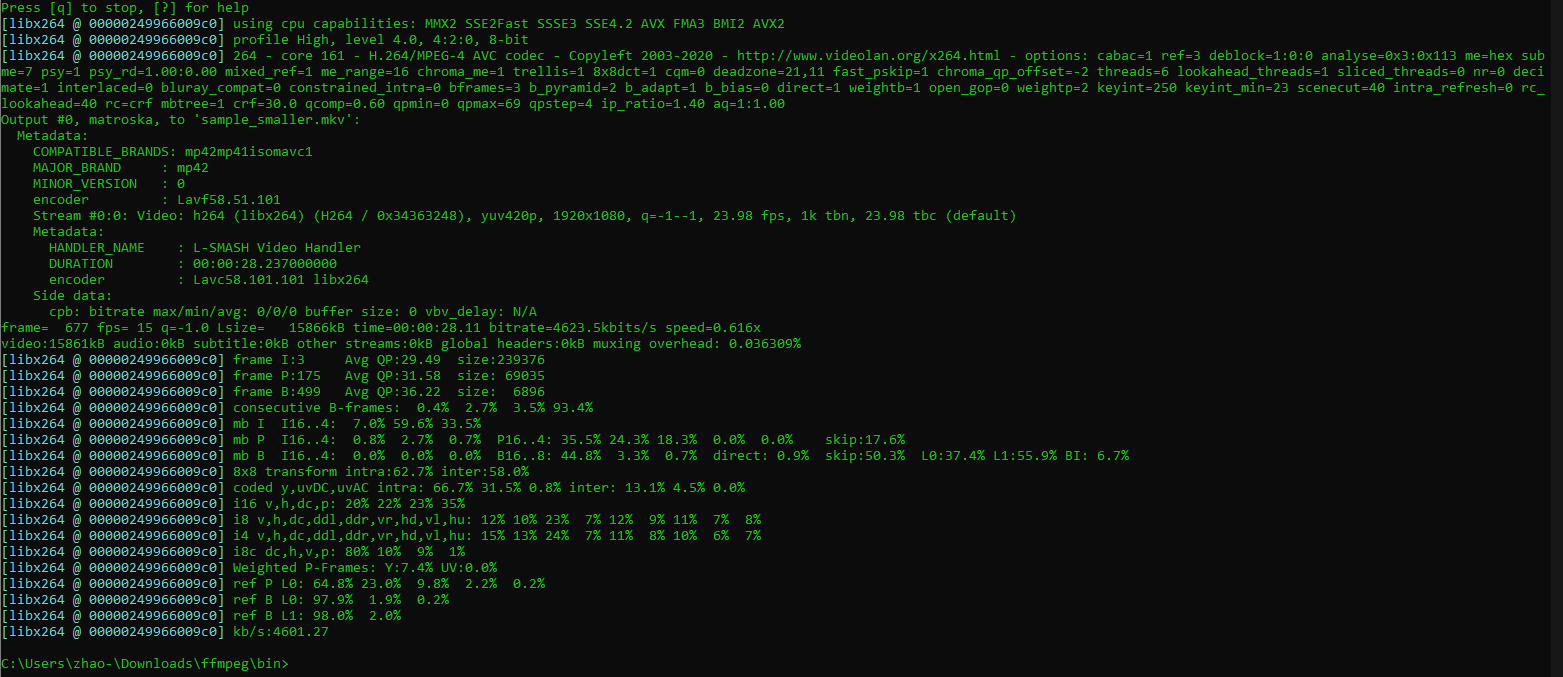 Press [q] to stop, [?] for help
[libx264 @ 00000249966009c0] using cpu capabilities: MMX2 SSE2Fast SSSE3 SSE4.2 AVX FMA3 BMI2 AVX2
[libx264 @ 00000249966009c0] profile High, level 4.0, 4:2:0, 8-bit
[libx264 @ 00000249966009c0] 264 - core 161 - H.264/MPEG-4 AVC codec - Copyleft 2003-2020 - http://www.videolan.org/x264.html - options: cabac=1 ref=3 deblock=1:0:0 analyse=0x3:0x113 me=hex sub
me=7 psy=1 psy_rd=1.00:0.00 mixed_ref=1 me_range=16 chroma_me=1 trellis=1 8x8dct=1 cqm=0 deadzone=21,11 fast_pskip=1 chroma_qp_offset=-2 threads=6 lookahead_threads=1 sliced_threads=0 nr=0 deci
mate=1 interlaced=0 bluray_compat=0 constrained_intra=0 bframes=3 b_pyramid=2 b_adapt=1 b_bias=0 direct=1 weightb=1 open_gop=0 weightp=2 keyint=250 keyint_min=23 scenecut=40 intra_refresh=0 rc_
lookahead=40 rc=crf mbtree=1 crf=30.0 qcomp=0.60 qpmin=0 qpmax=69 qpstep=4 ip_ratio=1.40 aq=1:1.00
Output #0, matroska, to 'sample_smaller.mkv':
  Metadata:
    COMPATIBLE_BRANDS: mp42mp41isomavc1
    MAJOR_BRAND     : mp42
    MINOR_VERSION   : 0
    encoder         : Lavf58.51.101
    Stream #0:0: Video: h264 (libx264) (H264 / 0x34363248), yuv420p, 1920x1080, q=-1--1, 23.98 fps, 1k tbn, 23.98 tbc (default)
    Metadata:
      HANDLER_NAME    : L-SMASH Video Handler
      DURATION        : 00:00:28.237000000
      encoder         : Lavc58.101.101 libx264
    Side data:
      cpb: bitrate max/min/avg: 0/0/0 buffer size: 0 vbv_delay: N/A
frame=  677 fps= 15 q=-1.0 Lsize=   15866kB time=00:00:28.11 bitrate=4623.5kbits/s speed=0.616x
video:15861kB audio:0kB subtitle:0kB other streams:0kB global headers:0kB muxing overhead: 0.036309%
[libx264 @ 00000249966009c0] frame I:3     Avg QP:29.49  size:239376
[libx264 @ 00000249966009c0] frame P:175   Avg QP:31.58  size: 69035
[libx264 @ 00000249966009c0] frame B:499   Avg QP:36.22  size:  6896
[libx264 @ 00000249966009c0] consecutive B-frames:  0.4%  2.7%  3.5% 93.4%
[libx264 @ 00000249966009c0] mb I  I16..4:  7.0% 59.6% 33.5%
[libx264 @ 00000249966009c0] mb P  I16..4:  0.8%  2.7%  0.7%  P16..4: 35.5% 24.3% 18.3%  0.0%  0.0%    skip:17.6%
[libx264 @ 00000249966009c0] mb B  I16..4:  0.0%  0.0%  0.0%  B16..8: 44.8%  3.3%  0.7%  direct: 0.9%  skip:50.3%  L0:37.4% L1:55.9% BI: 6.7%
[libx264 @ 00000249966009c0] 8x8 transform intra:62.7% inter:58.0%
[libx264 @ 00000249966009c0] coded y,uvDC,uvAC intra: 66.7% 31.5% 0.8% inter: 13.1% 4.5% 0.0%
[libx264 @ 00000249966009c0] i16 v,h,dc,p: 20% 22% 23% 35%
[libx264 @ 00000249966009c0] i8 v,h,dc,ddl,ddr,vr,hd,vl,hu: 12% 10% 23%  7% 12%  9% 11%  7%  8%
[libx264 @ 00000249966009c0] i4 v,h,dc,ddl,ddr,vr,hd,vl,hu: 15% 13% 24%  7% 11%  8% 10%  6%  7%
[libx264 @ 00000249966009c0] i8c dc,h,v,p: 80% 10%  9%  1%
[libx264 @ 00000249966009c0] Weighted P-Frames: Y:7.4% UV:0.0%
[libx264 @ 00000249966009c0] ref P L0: 64.8% 23.0%  9.8%  2.2%  0.2%
[libx264 @ 00000249966009c0] ref B L0: 97.9%  1.9%  0.2%
[libx264 @ 00000249966009c0] ref B L1: 98.0%  2.0%
[libx264 @ 00000249966009c0] kb/s:4601.27
C:\Users\zhao-\Downloads\ffmpeg\bin>